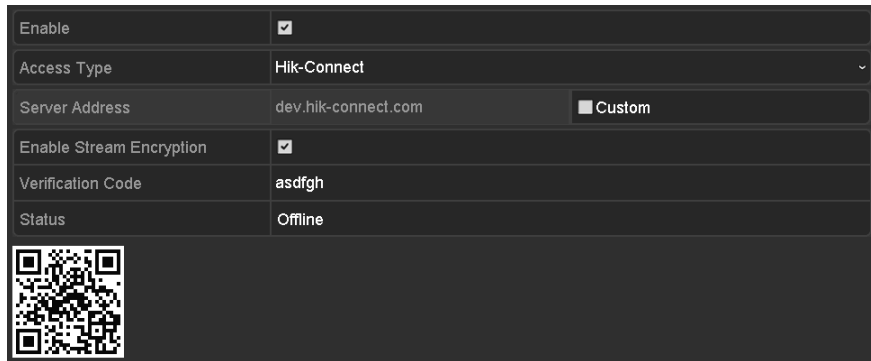 Enable
Access Type Hik-Connect
Server Address dev.hik-connect.com Custom
Enable Stream Encryption
Verification Code asdfgh
Status Offline